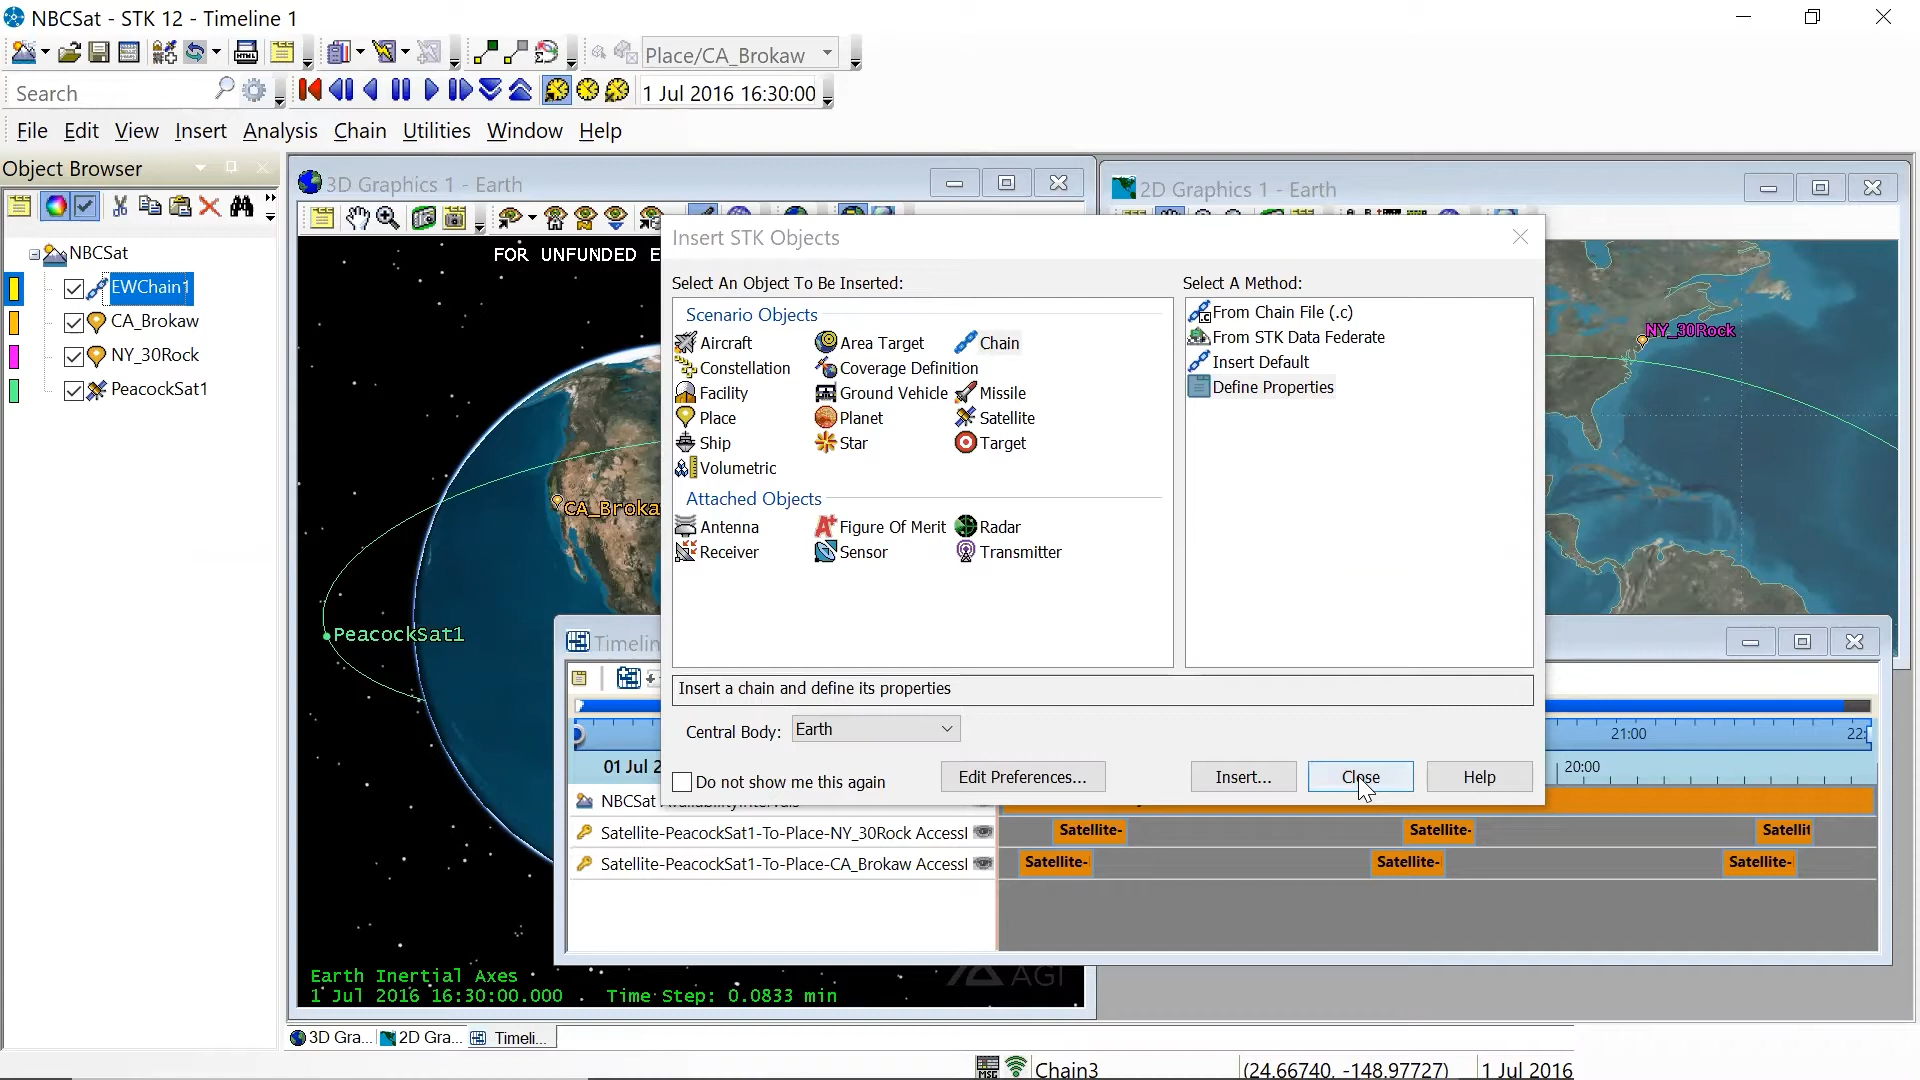 NBCSat - STK 12 - Timeline 1
Place/CA_Brokaw
Search
1 Jul 2016 16:30:00
File Edit View Insert Analysis Chain Utilities Window Help
Object Browser
NBCSat
EWChain1
CA_Brokaw
NY_30Rock
PeacockSat1
3D Graphics 1 - Earth
FOR UNFUNDED E
CA_Broka
PeacockSat1
Earth Inertial Axes
1 Jul 2016 16:30:00.000 Time Step: 0.0833 min
AGI
2D Graphics 1 - Earth
NY_30Rock
Insert STK Objects
Select An Object To Be Inserted:
Scenario Objects
Aircraft Area Target Chain
Constellation Coverage Definition
Facility Ground Vehicle Missile
Place Planet Satellite
Ship Star Target
Volumetric
Attached Objects
Antenna Figure Of Merit Radar
Receiver Sensor Transmitter
Select A Method:
From Chain File (.c)
From STK Data Federate
Insert Default
Define Properties
Insert a chain and define its properties
Central Body: Earth
Do not show me this again
Edit Preferences... Insert... Close Help
Timelin
21:00 22:
01 Jul 2 20:00
NBCSat
Satellite-PeacockSat1-To-Place-NY_30Rock AccessI Satellite- Satellite- Satellit
Satellite-PeacockSat1-To-Place-CA_Brokaw AccessI Satellite- Satellite- Satellite-
3D Gra... 2D Gra... Timeli...
MSG Chain3 (24.66740, -148.97727) 1 Jul 2016